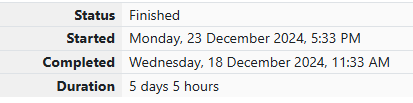 Status Finished
Started Monday, 23 December 2024, 5:33 PM
Completed Wednesday, 18 December 2024, 11:33 AM
Duration 5 days 5 hours